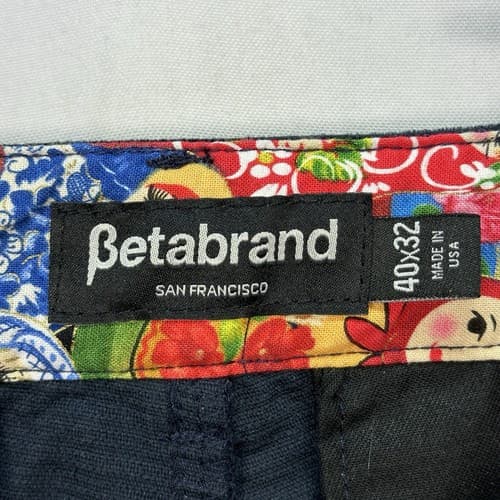 βetabrand
SAN FRANCISCO
40x32
MADE IN
USA